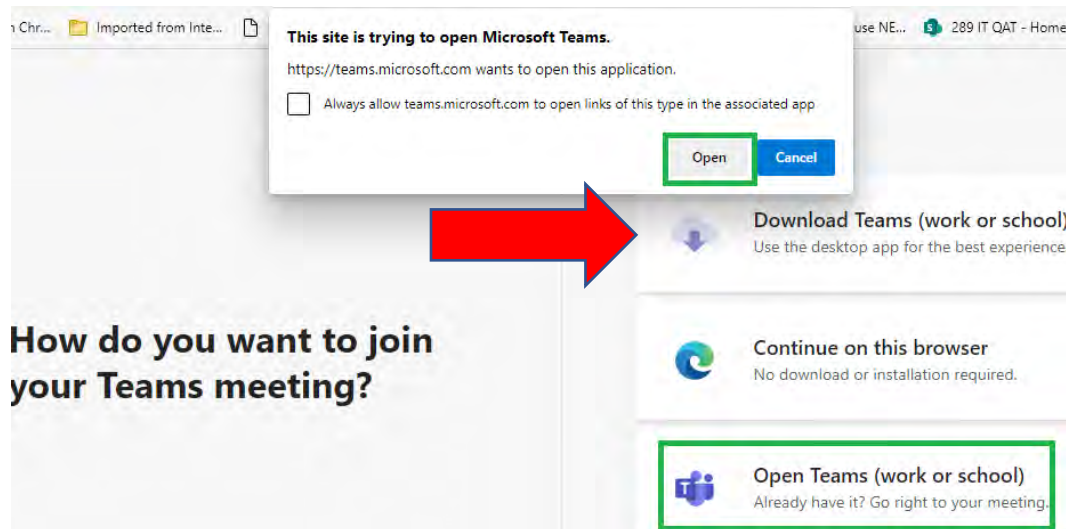 Chr...
Imported from Inte...
use NE...
289 IT QAT - Home
This site is trying to open Microsoft Teams.
https://teams.microsoft.com wants to open this application.
Always allow teams.microsoft.com to open links of this type in the associated app
Open
Cancel
Download Teams (work or school)
Use the desktop app for the best experience
How do you want to join
your Teams meeting?
Continue on this browser
No download or installation required.
Open Teams (work or school)
Already have it? Go right to your meeting.